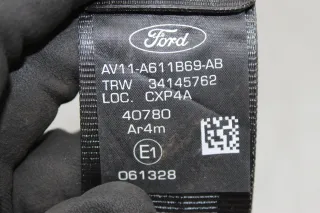 Ford
AV11-A611B69-AB
TRW 34145762
LOC. CXP4A
40780
Ar4m
E1
061328